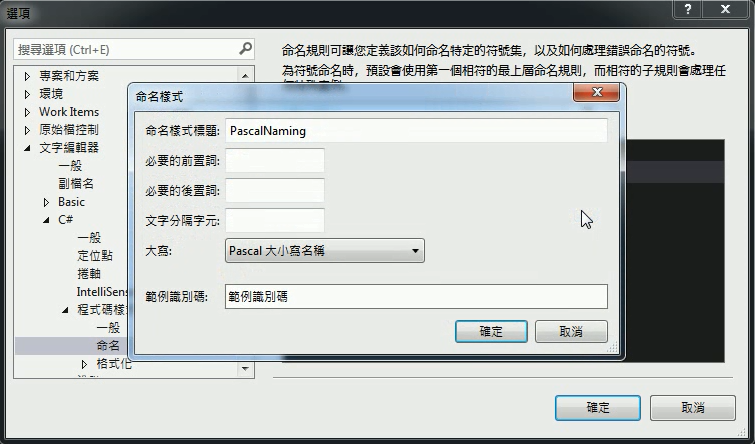 選項
?
搜尋選項 (Ctrl+E)
專案和方案
環境
Work Items
原始檔控制
文字編輯器
一般
副檔名
Basic
C#
一般
定位點
捲軸
IntelliSens
程式碼樣
一般
命名
格式化
命名規則可讓您定義該如何命名特定的符號集，以及如何處理錯誤命名的符號。
為符號命名時，預設會使用第一個相符的最上層命名規則，而相符的子規則會處理任
命名樣式
命名樣式標題: PascalNaming
必要的前置詞:
必要的後置詞:
文字分隔字元:
大寫: Pascal 大小寫名稱
範例識別碼: 範例識別碼
確定 取消
確定 取消